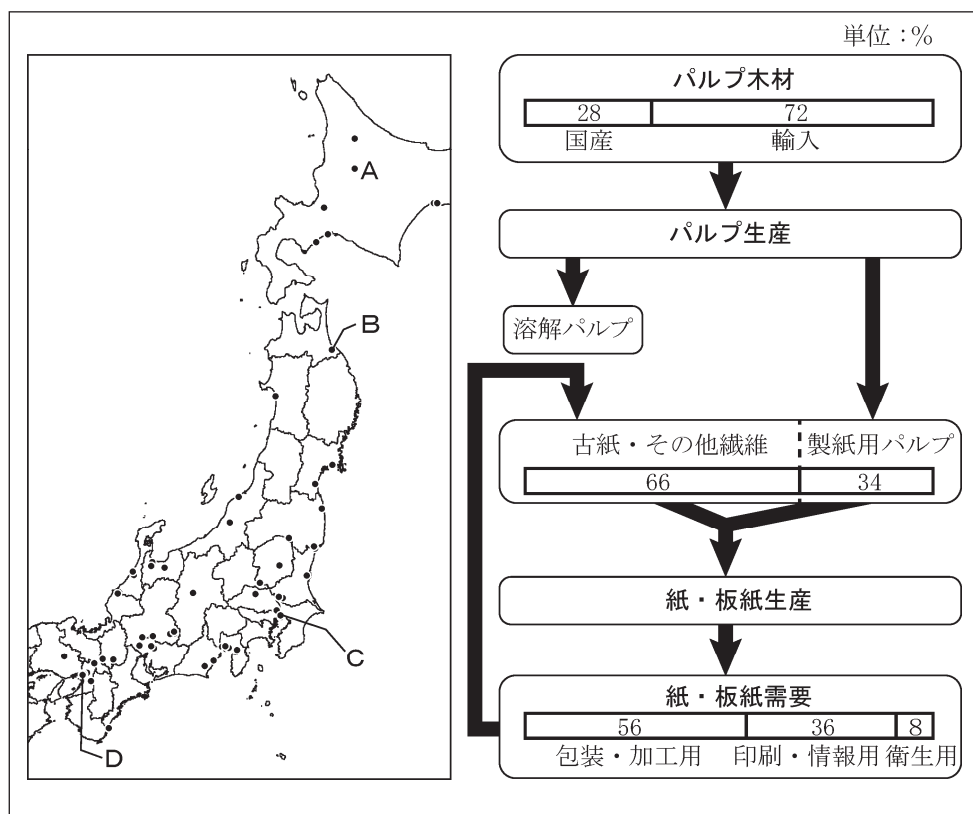 単位：%
パルプ木材
28 72
国産 輸入
A
パルプ生産
B
溶解パルプ
古紙・その他繊維 製紙用パルプ
66 34
紙・板紙生産
C
紙・板紙需要
56 36 8
包装・加工用 印刷・情報用 衛生用
D